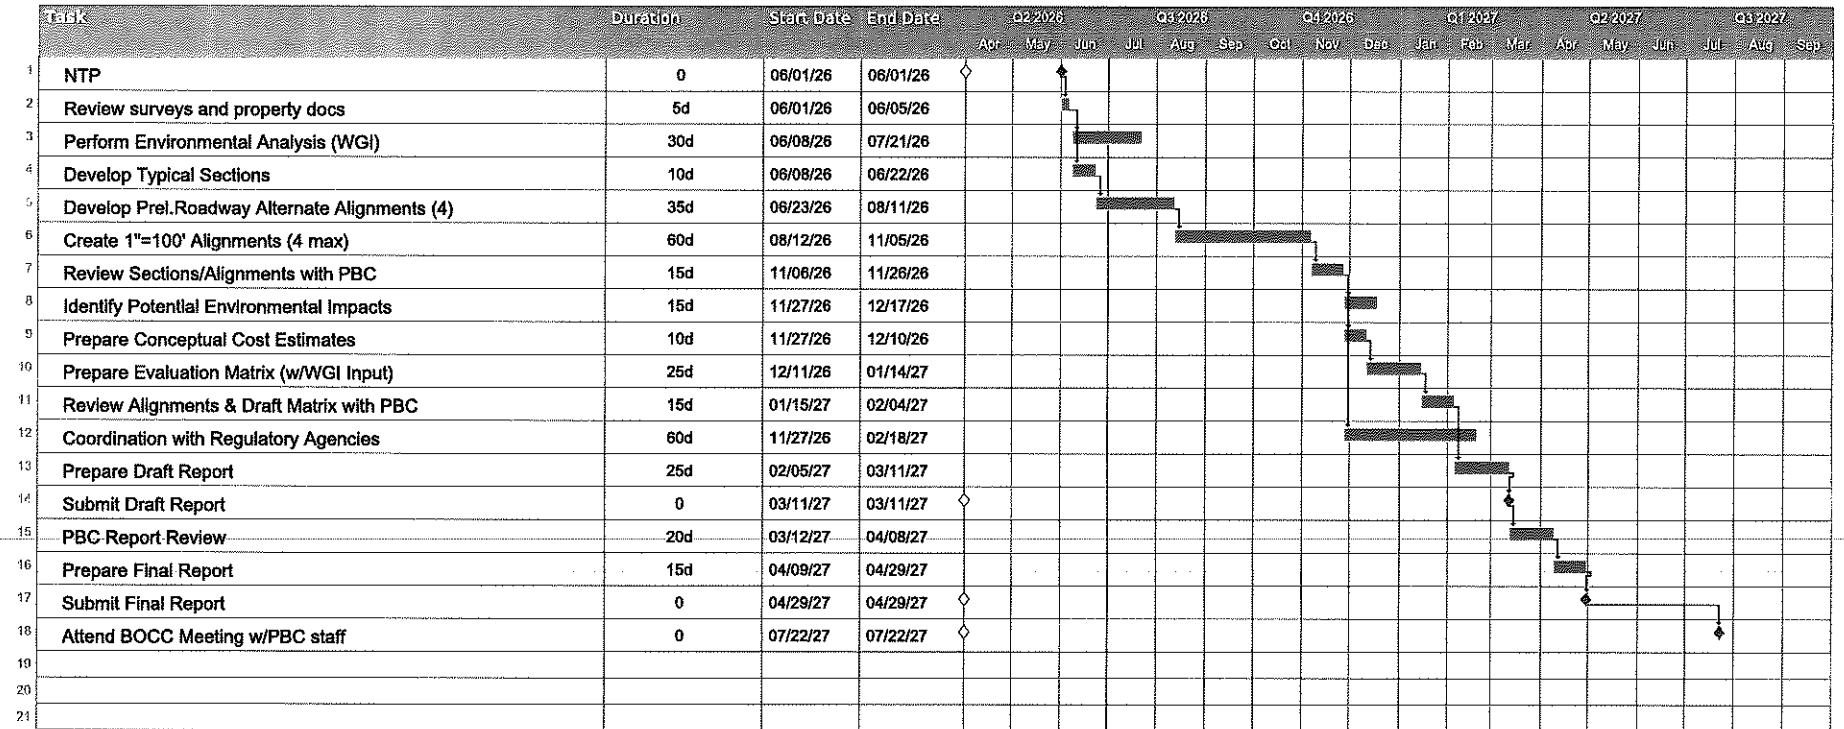 Task Duration Start Date End Date Q2 2026 Q3 2026 Q4 2026 Q1 2027 Q2 2027 Q3 2027
Apr May Jun Jul Aug Sep Oct Nov Dec Jan Feb Mar Apr May Jun Jul Aug Sep
1 NTP 0 06/01/26 06/01/26
2 Review surveys and property docs 5d 06/01/26 06/05/26
3 Perform Environmental Analysis (WGI) 30d 06/08/26 07/21/26
4 Develop Typical Sections 10d 06/08/26 06/22/26
5 Develop Prel.Roadway Alternate Alignments (4) 35d 06/23/26 08/11/26
6 Create 1"=100' Alignments (4 max) 60d 08/12/26 11/05/26
7 Review Sections/Alignments with PBC 15d 11/06/26 11/26/26
8 Identify Potential Environmental Impacts 15d 11/27/26 12/17/26
9 Prepare Conceptual Cost Estimates 10d 11/27/26 12/10/26
10 Prepare Evaluation Matrix (w/WGI Input) 25d 12/11/26 01/14/27
11 Review Alignments & Draft Matrix with PBC 15d 01/15/27 02/04/27
12 Coordination with Regulatory Agencies 60d 11/27/26 02/18/27
13 Prepare Draft Report 25d 02/05/27 03/11/27
14 Submit Draft Report 0 03/11/27 03/11/27
15 PBC Report Review 20d 03/12/27 04/08/27
16 Prepare Final Report 15d 04/09/27 04/29/27
17 Submit Final Report 0 04/29/27 04/29/27
18 Attend BOCC Meeting w/PBC staff 0 07/22/27 07/22/27
19
20
21